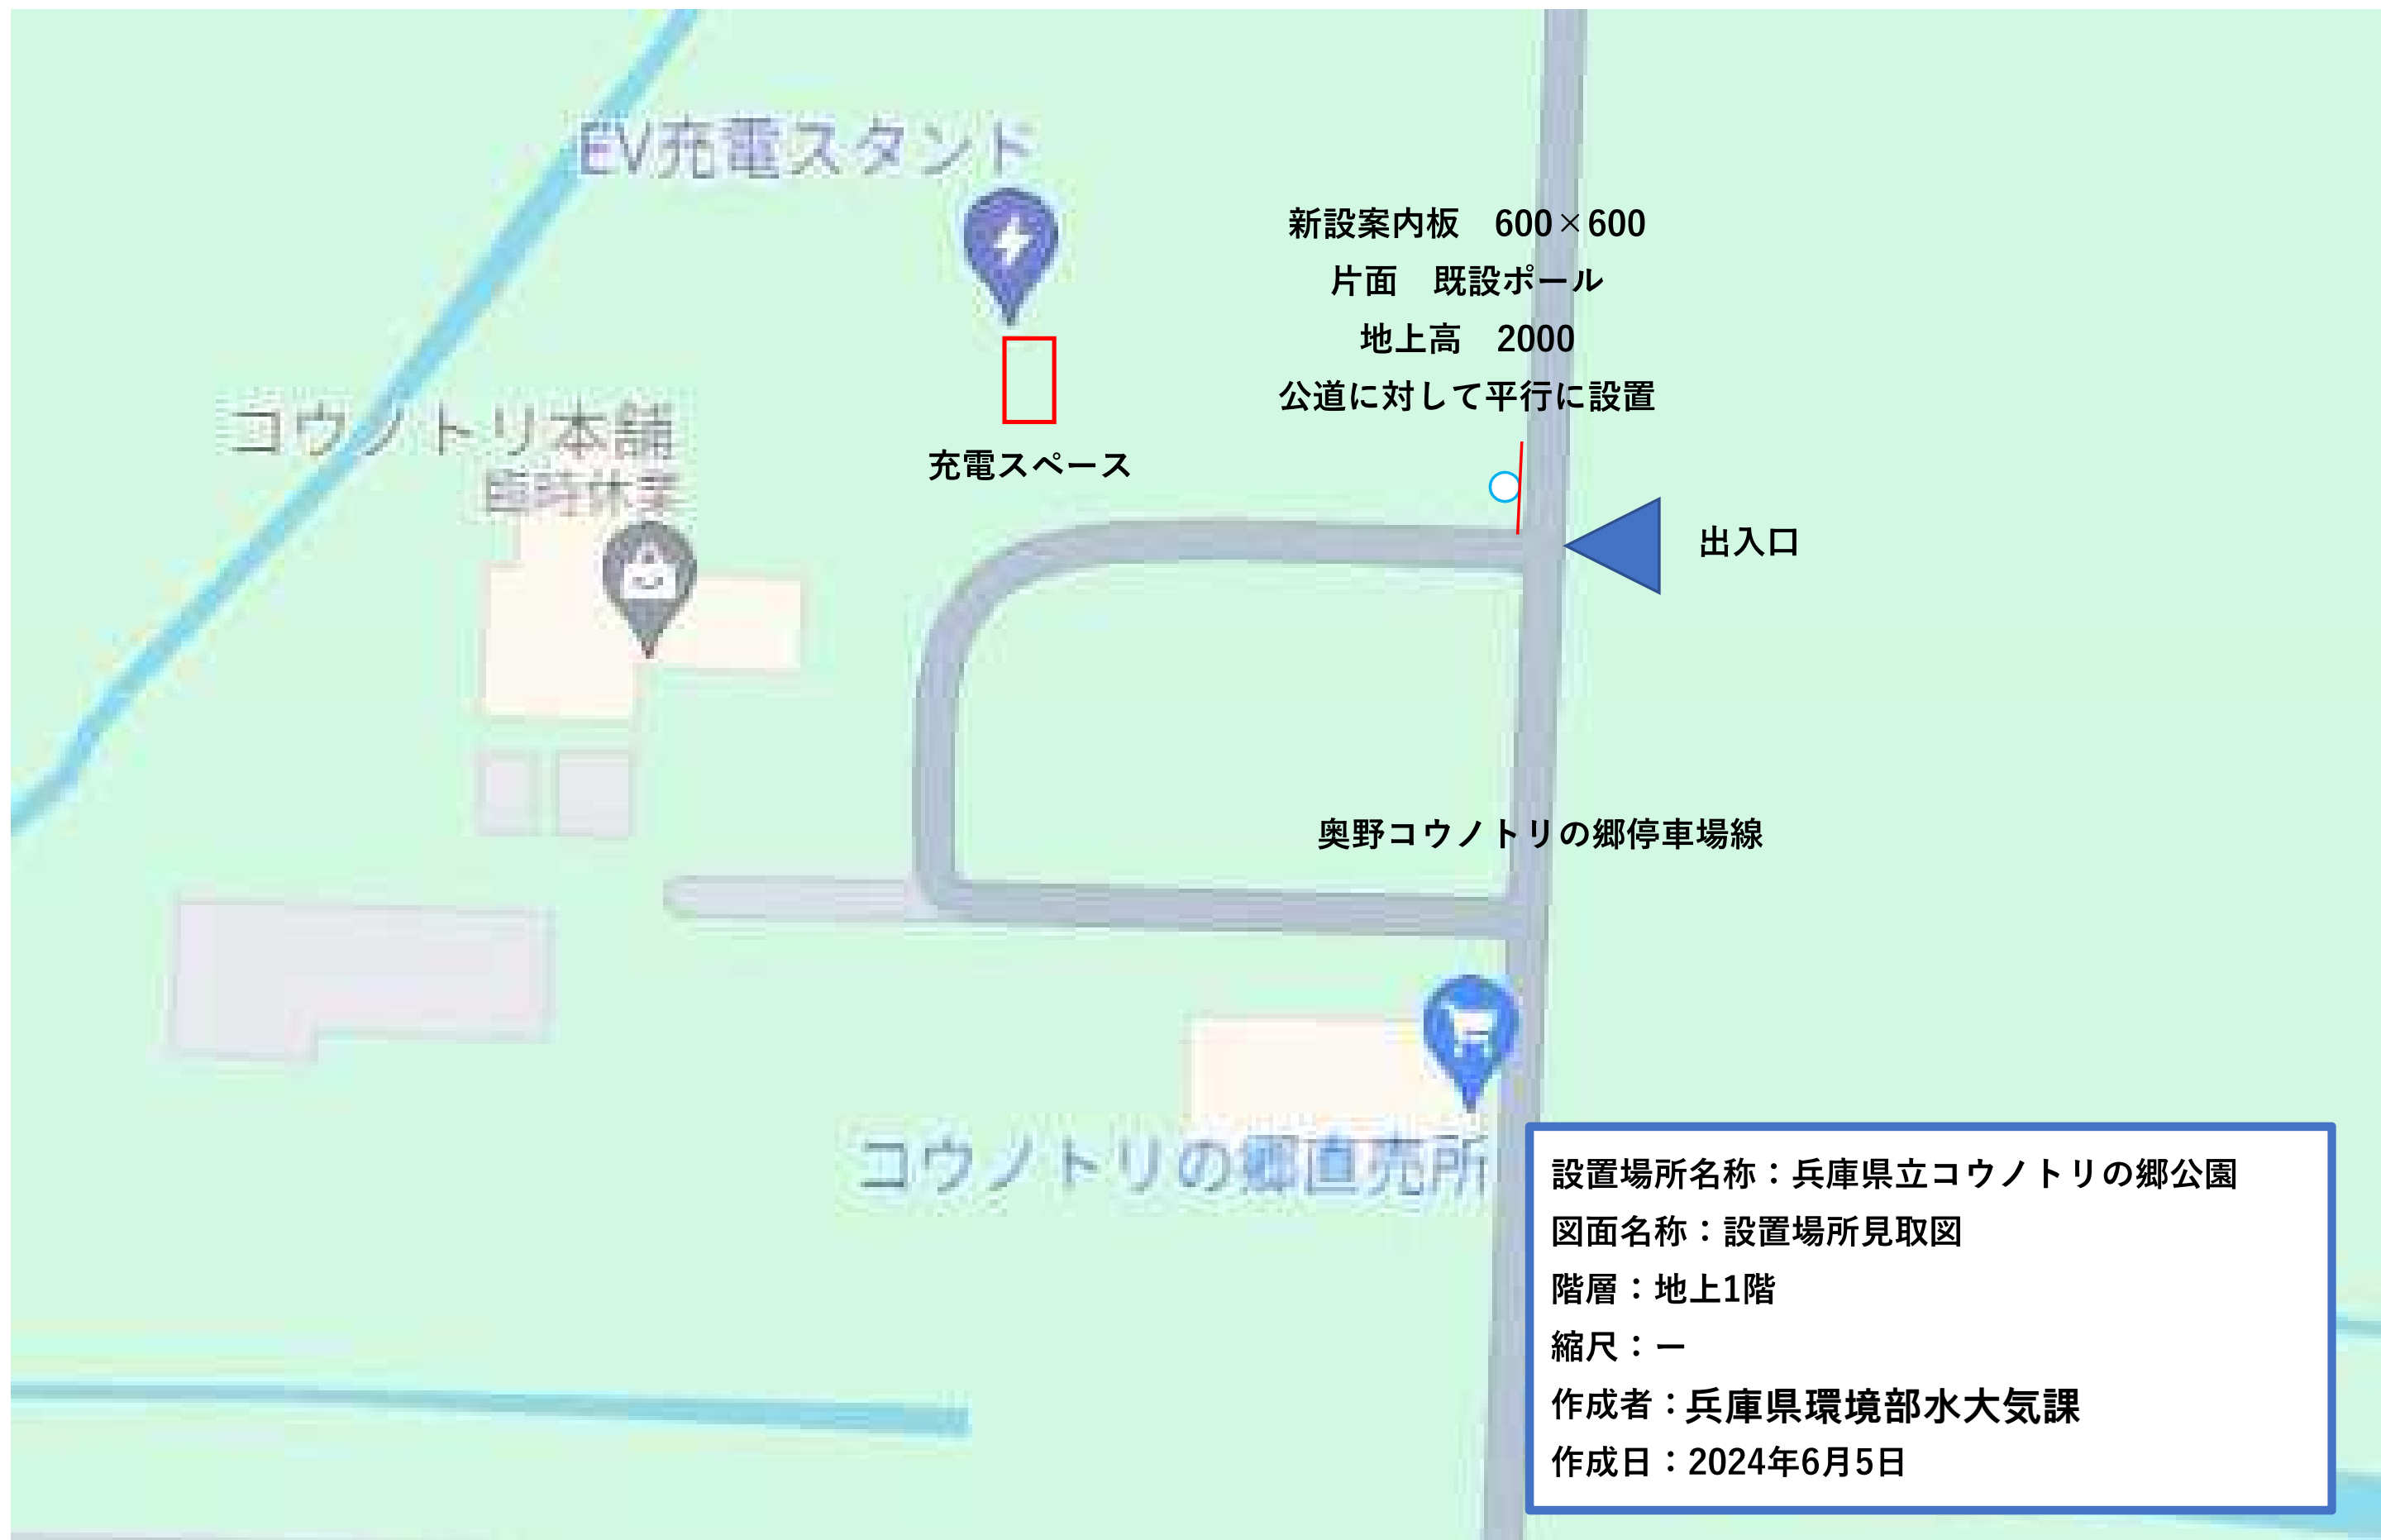 EV充電スタンド
新設案内板　600×600
片面　既設ポール
地上高　2000
公道に対して平行に設置
コウノトリ本舗
臨時休業
充電スペース
出入口
奥野コウノトリの郷停車場線
コウノトリの郷直売所
設置場所名称：兵庫県立コウノトリの郷公園
図面名称：設置場所見取図
階層：地上1階
縮尺：ー
作成者：兵庫県環境部水大気課
作成日：2024年6月5日